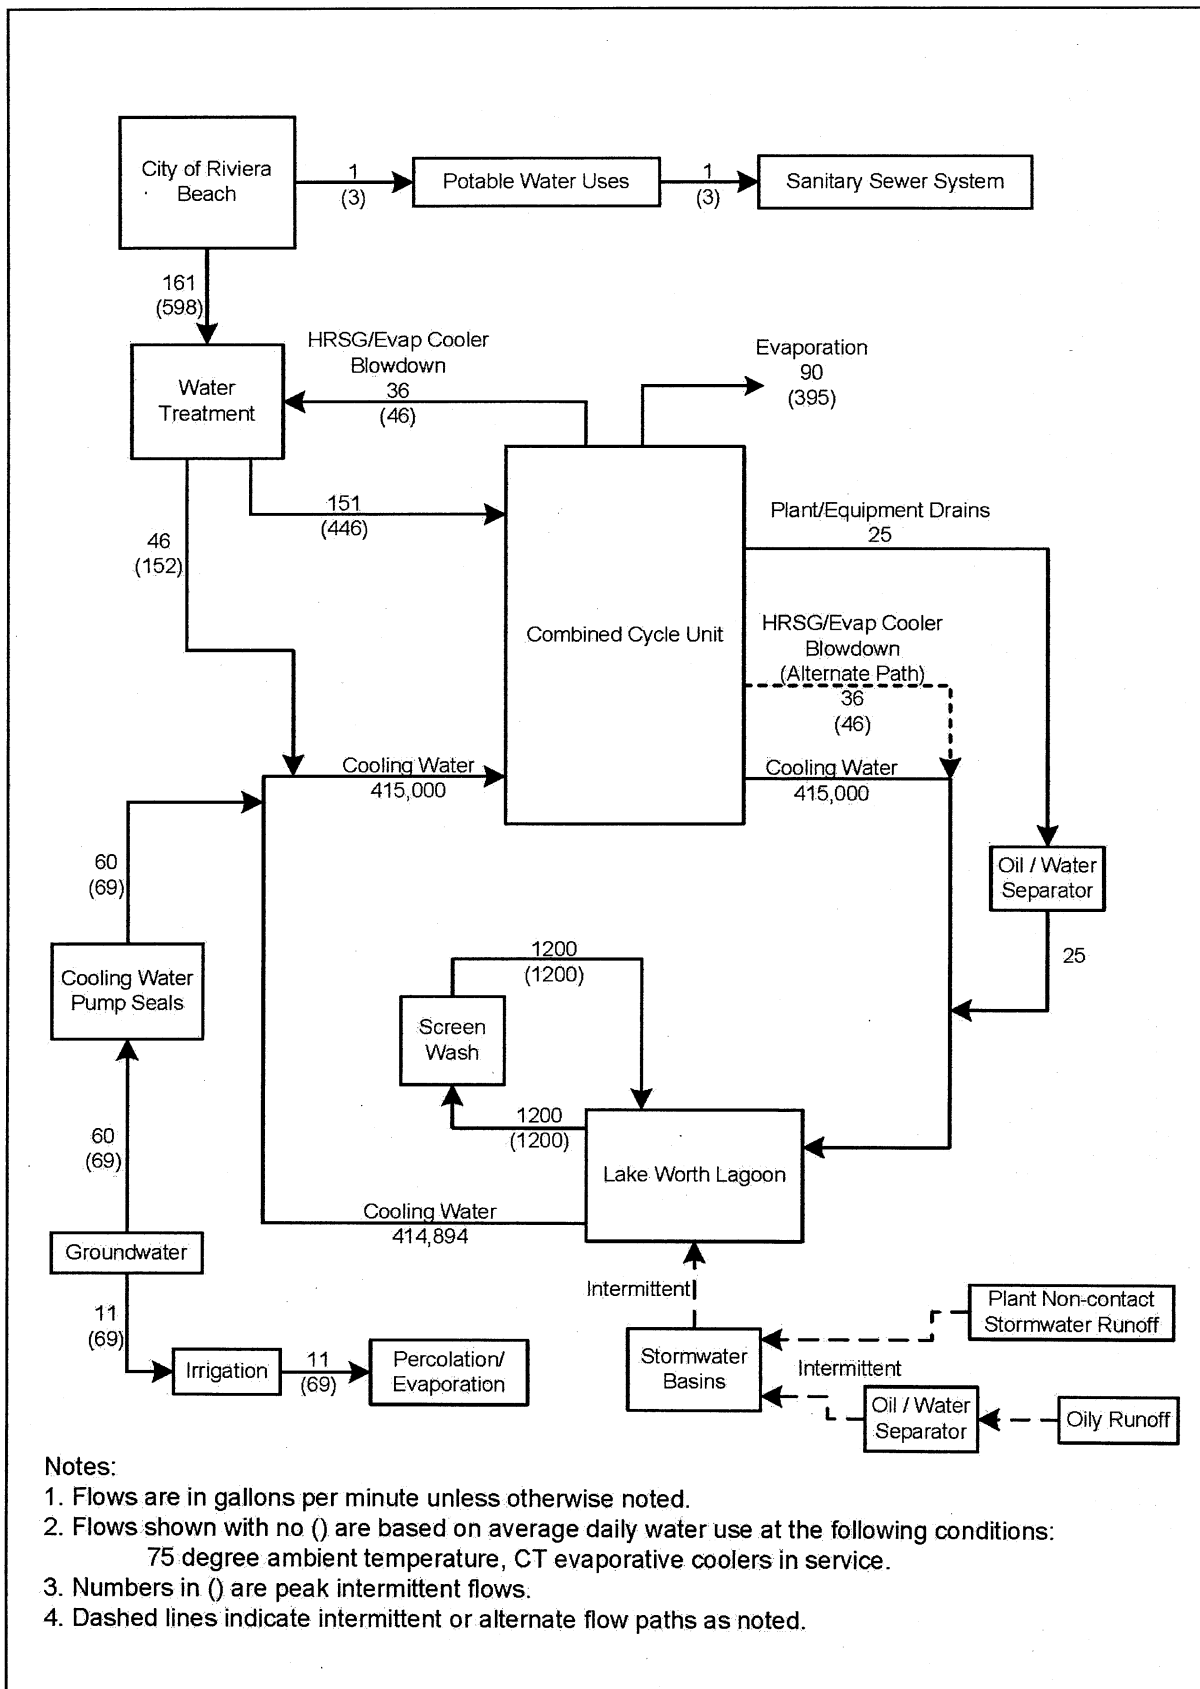 City of Riviera
Beach
1
(3)
Potable Water Uses
1
(3)
Sanitary Sewer System
161
(598)
HRSG/Evap Cooler
Blowdown
36
(46)
Evaporation
90
(395)
Water
Treatment
151
(446)
Plant/Equipment Drains
25
46
(152)
Combined Cycle Unit
HRSG/Evap Cooler
Blowdown
(Alternate Path)
36
(46)
Cooling Water
415,000
Cooling Water
415,000
60
(69)
Oil / Water
Separator
25
Cooling Water
Pump Seals
1200
(1200)
Screen
Wash
1200
(1200)
60
(69)
Lake Worth Lagoon
Cooling Water
414,894
Groundwater
11
(69)
Intermittent
Plant Non-contact
Stormwater Runoff
Irrigation
11
(69)
Percolation/
Evaporation
Stormwater
Basins
Intermittent
Oil / Water
Separator
Oily Runoff
Notes:
1. Flows are in gallons per minute unless otherwise noted.
2. Flows shown with no () are based on average daily water use at the following conditions:
75 degree ambient temperature, CT evaporative coolers in service.
3. Numbers in () are peak intermittent flows.
4. Dashed lines indicate intermittent or alternate flow paths as noted.